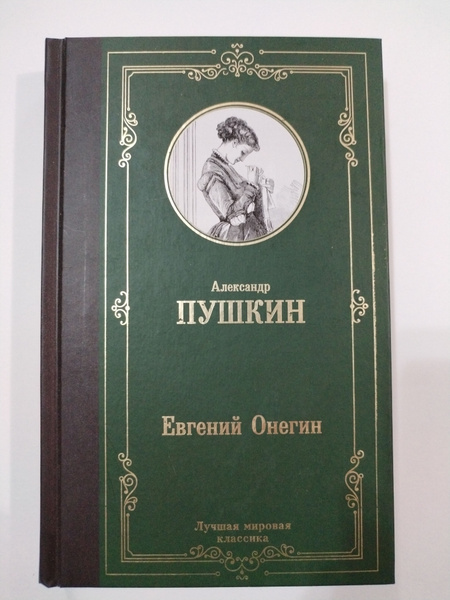 Александр
ПУШКИН
Евгений Онегин
Лучшая мировая
классика